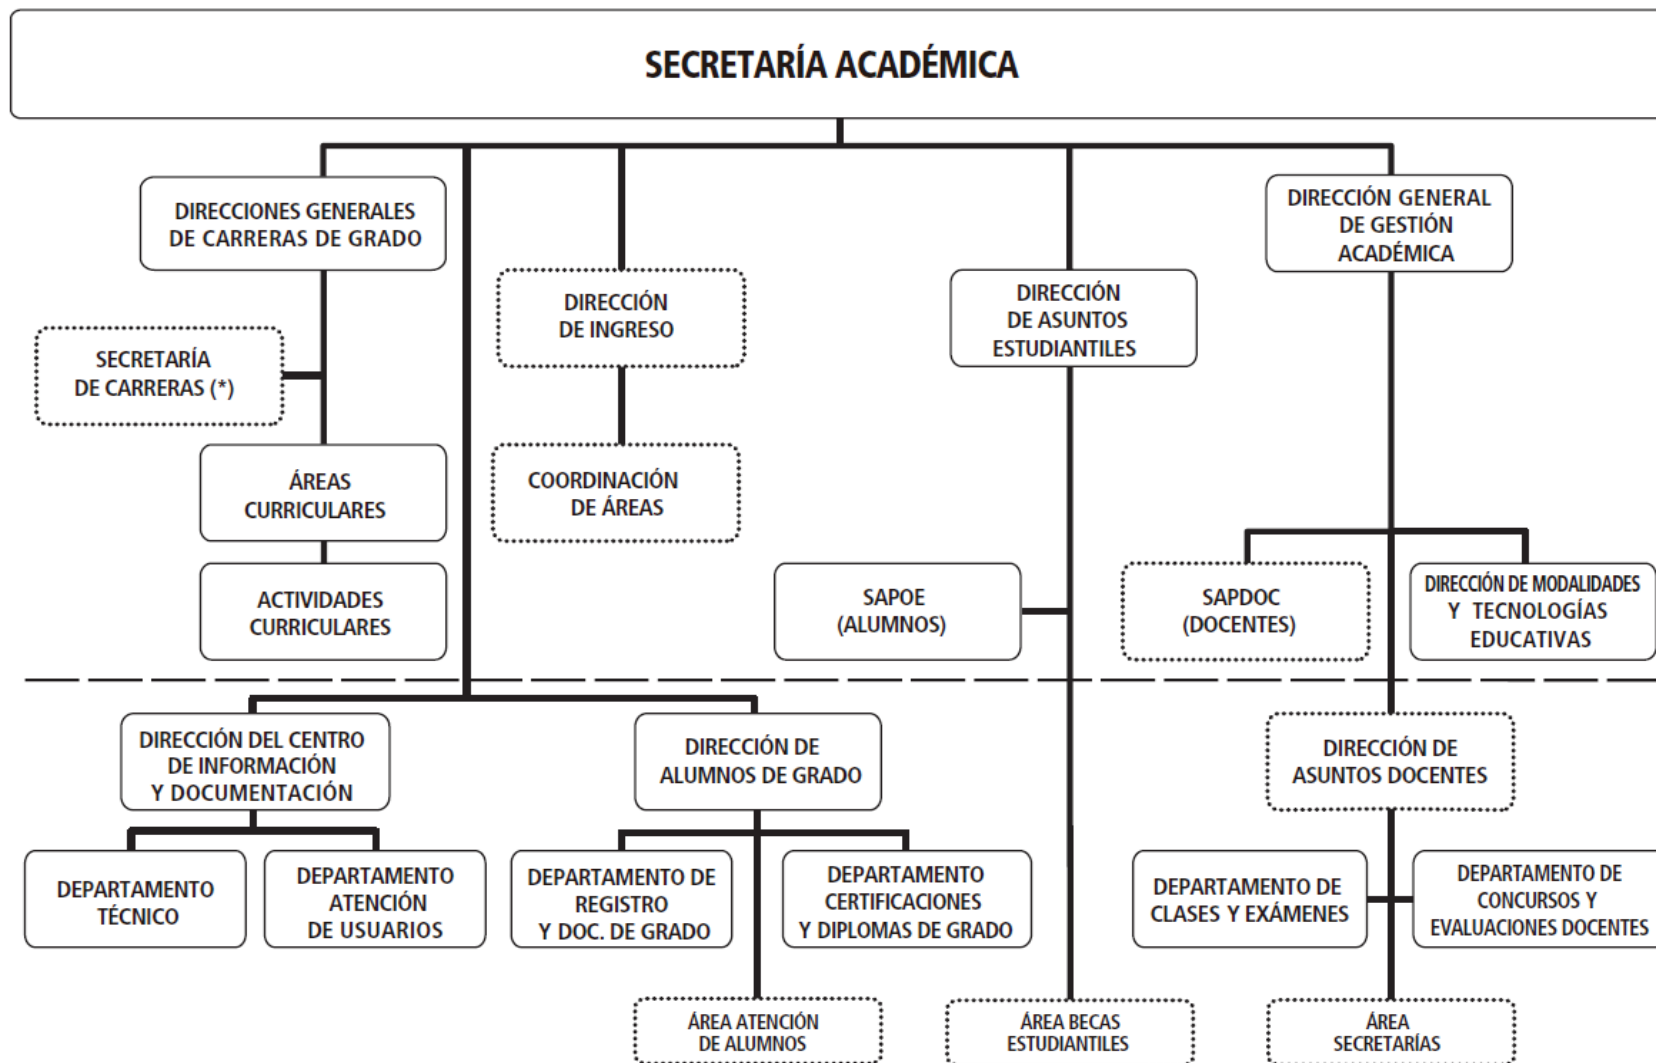 SECRETARÍA ACADÉMICA
DIRECCIONES GENERALES
DE CARRERAS DE GRADO
DIRECCIÓN GENERAL
DE GESTIÓN
ACADÉMICA
DIRECCIÓN
DE INGRESO
DIRECCIÓN
DE ASUNTOS
ESTUDIANTILES
SECRETARÍA
DE CARRERAS (*)
ÁREAS
CURRICULARES
COORDINACIÓN
DE ÁREAS
ACTIVIDADES
CURRICULARES
SAPOE
(ALUMNOS)
SAPDOC
(DOCENTES)
DIRECCIÓN DE MODALIDADES
Y TECNOLOGÍAS
EDUCATIVAS
DIRECCIÓN DEL CENTRO
DE INFORMACIÓN
Y DOCUMENTACIÓN
DIRECCIÓN DE
ALUMNOS DE GRADO
DIRECCIÓN DE
ASUNTOS DOCENTES
DEPARTAMENTO
TÉCNICO
DEPARTAMENTO
ATENCIÓN
DE USUARIOS
DEPARTAMENTO DE
REGISTRO
Y DOC. DE GRADO
DEPARTAMENTO
CERTIFICACIONES
Y DIPLOMAS DE GRADO
DEPARTAMENTO DE
CLASES Y EXÁMENES
DEPARTAMENTO DE
CONCURSOS Y
EVALUACIONES DOCENTES
ÁREA ATENCIÓN
DE ALUMNOS
ÁREA BECAS
ESTUDIANTILES
ÁREA
SECRETARÍAS